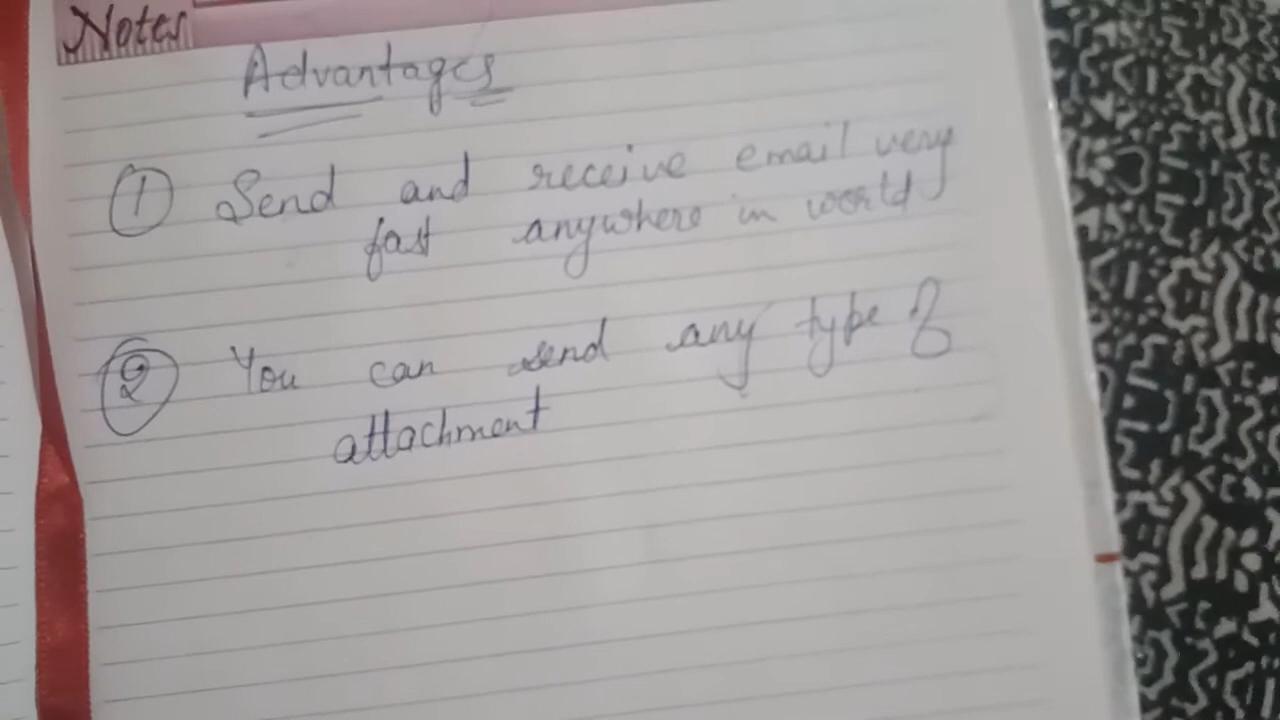 Notes
Advantages
① Send and receive email very
fast anywhere in world
② You can send any type of
attachment